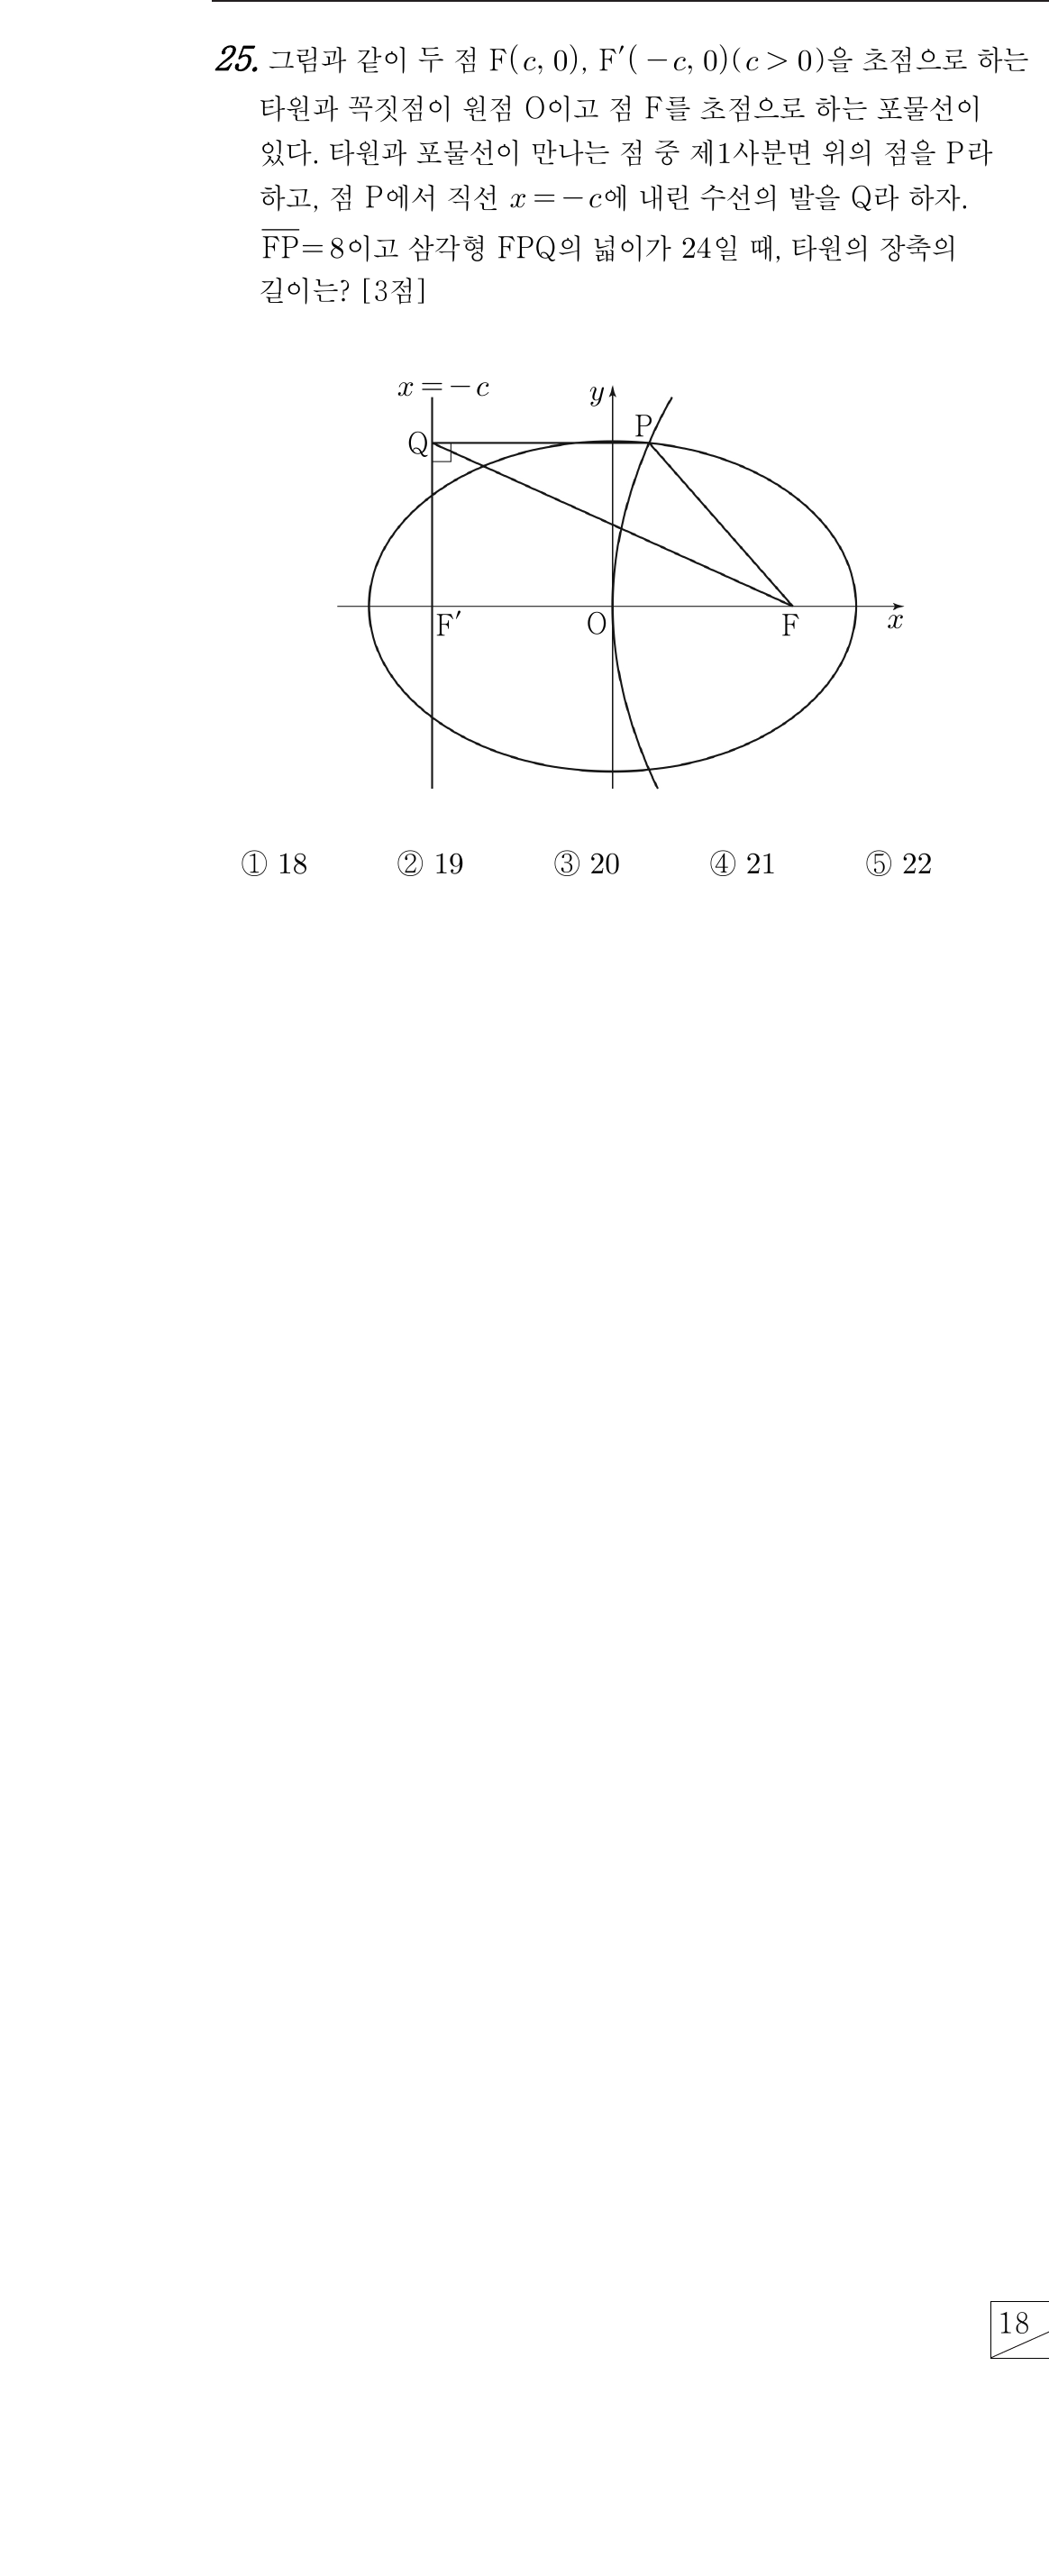 25. 그림과 같이 두 점 F(c, 0), F′(−c, 0)(c > 0)을 초점으로 하는
타원과 꼭짓점이 원점 O이고 점 F를 초점으로 하는 포물선이
있다. 타원과 포물선이 만나는 점 중 제1사분면 위의 점을 P라
하고, 점 P에서 직선 x = −c에 내린 수선의 발을 Q라 하자.
F̅P̅ = 8이고 삼각형 FPQ의 넓이가 24일 때, 타원의 장축의
길이는? [3점]
x = −c
y
P
Q
F′
O
F
x
① 18 ② 19 ③ 20 ④ 21 ⑤ 22
18